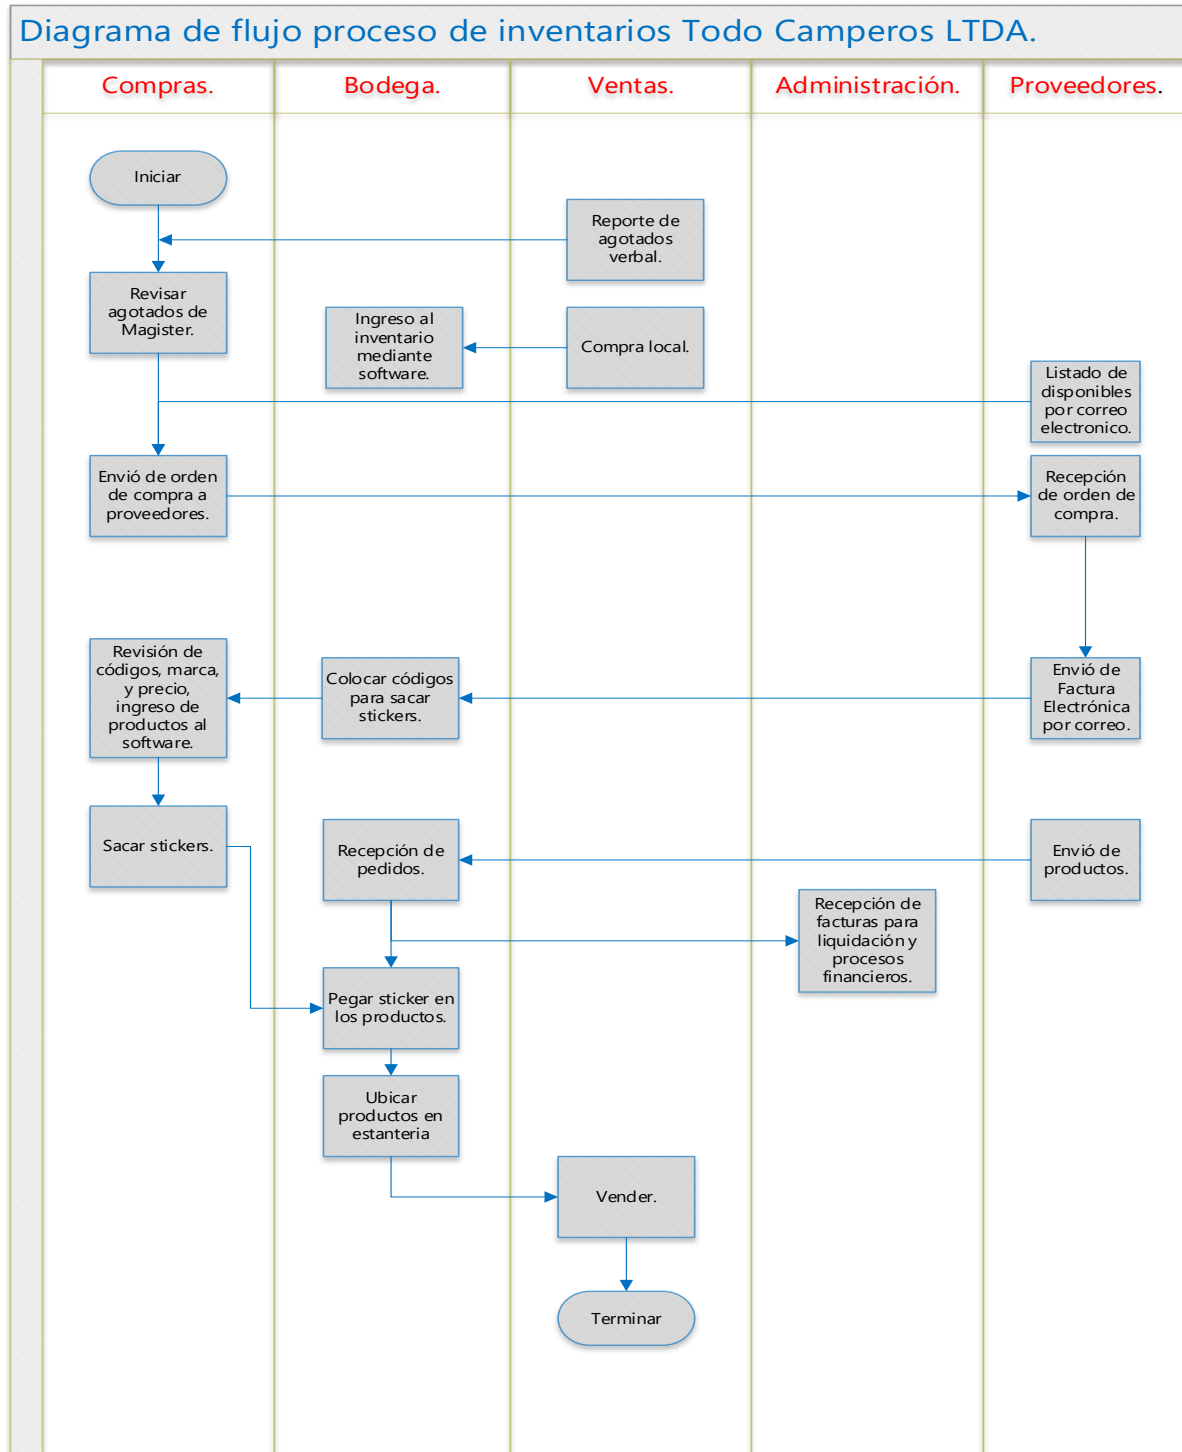 Diagrama de flujo proceso de inventarios Todo Camperos LTDA.
Compras.
Bodega.
Ventas.
Administración.
Proveedores.
Iniciar
Reporte de
agotados
verbal.
Revisar
agotados de
Magister.
Ingreso al
inventario
mediante
software.
Compra local.
Listado de
disponibles
por correo
electronico.
Envió de orden
de compra a
proveedores.
Recepción
de orden de
compra.
Revisión de
códigos, marca,
y precio,
ingreso de
productos al
software.
Colocar códigos
para sacar
stickers.
Envió de
Factura
Electrónica
por correo.
Sacar stickers.
Recepción de
pedidos.
Envió de
productos.
Recepción de
facturas para
liquidación y
procesos
financieros.
Pegar sticker en
los productos.
Ubicar
productos en
estanteria
Vender.
Terminar